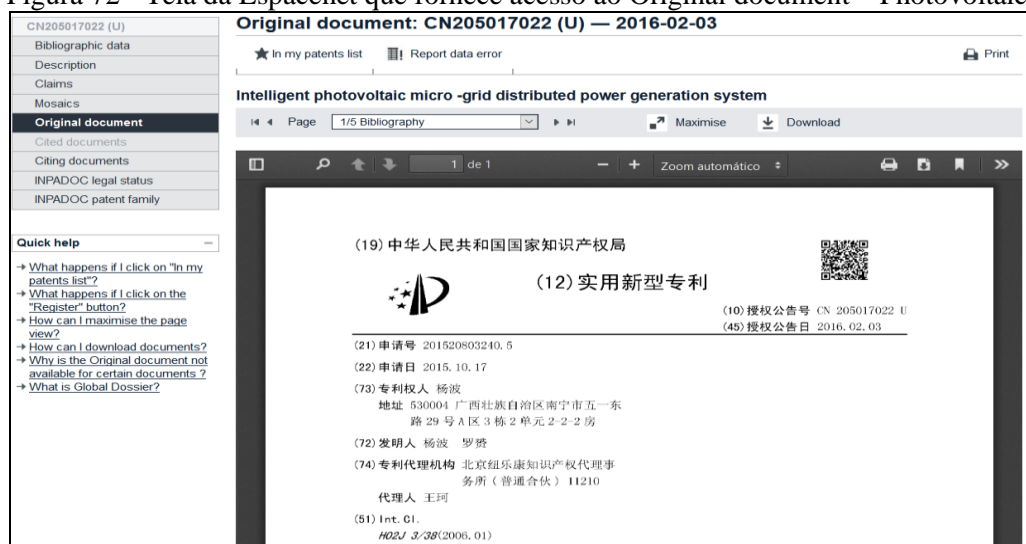 Figura 72 - Tela da Espacenet que fornece acesso ao Original document - Photovoltaic
CN205017022 (U)
Bibliographic data
Description
Claims
Mosaics
Original document
Cited documents
Citing documents
INPADOC legal status
INPADOC patent family
Quick help
What happens if I click on "In my
patents list"?
What happens if I click on the
"Register" button?
How can I maximise the page
view?
How can I download documents?
Why is the Original document not
available for certain documents ?
What is Global Dossier?
Original document: CN205017022 (U) — 2016-02-03
In my patents list
Report data error
Print
Intelligent photovoltaic micro -grid distributed power generation system
Page 1/5 Bibliography
Maximise
Download
1 de 1
Zoom automático
(19)中华人民共和国国家知识产权局
(12)实用新型专利
(10)授权公告号 CN 205017022 U
(45)授权公告日 2016.02.03
(21)申请号 201520803240.5
(22)申请日 2015.10.17
(73)专利权人 杨波
地址 530004 广西壮族自治区南宁市五一东
路 29 号 A 区 3 栋 2 单元 2-2-2 房
(72)发明人 杨波 罗赟
(74)专利代理机构 北京纽乐康知识产权代理事
务所(普通合伙) 11210
代理人 王珂
(51)Int.Cl.
H02J 3/38(2006.01)